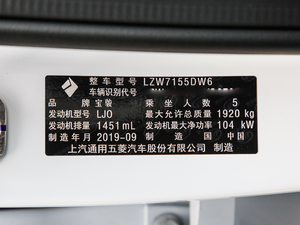 整车型号 LZW7155DW6
车辆识别代号
品牌 宝骏 乘坐人数 5
发动机型号 LJO 最大允许总质量 1920 kg
发动机排量 1451 mL 发动机最大净功率 104 kW
制造年月 2019-09 制造国 中国
上汽通用五菱汽车股份有限公司 制造